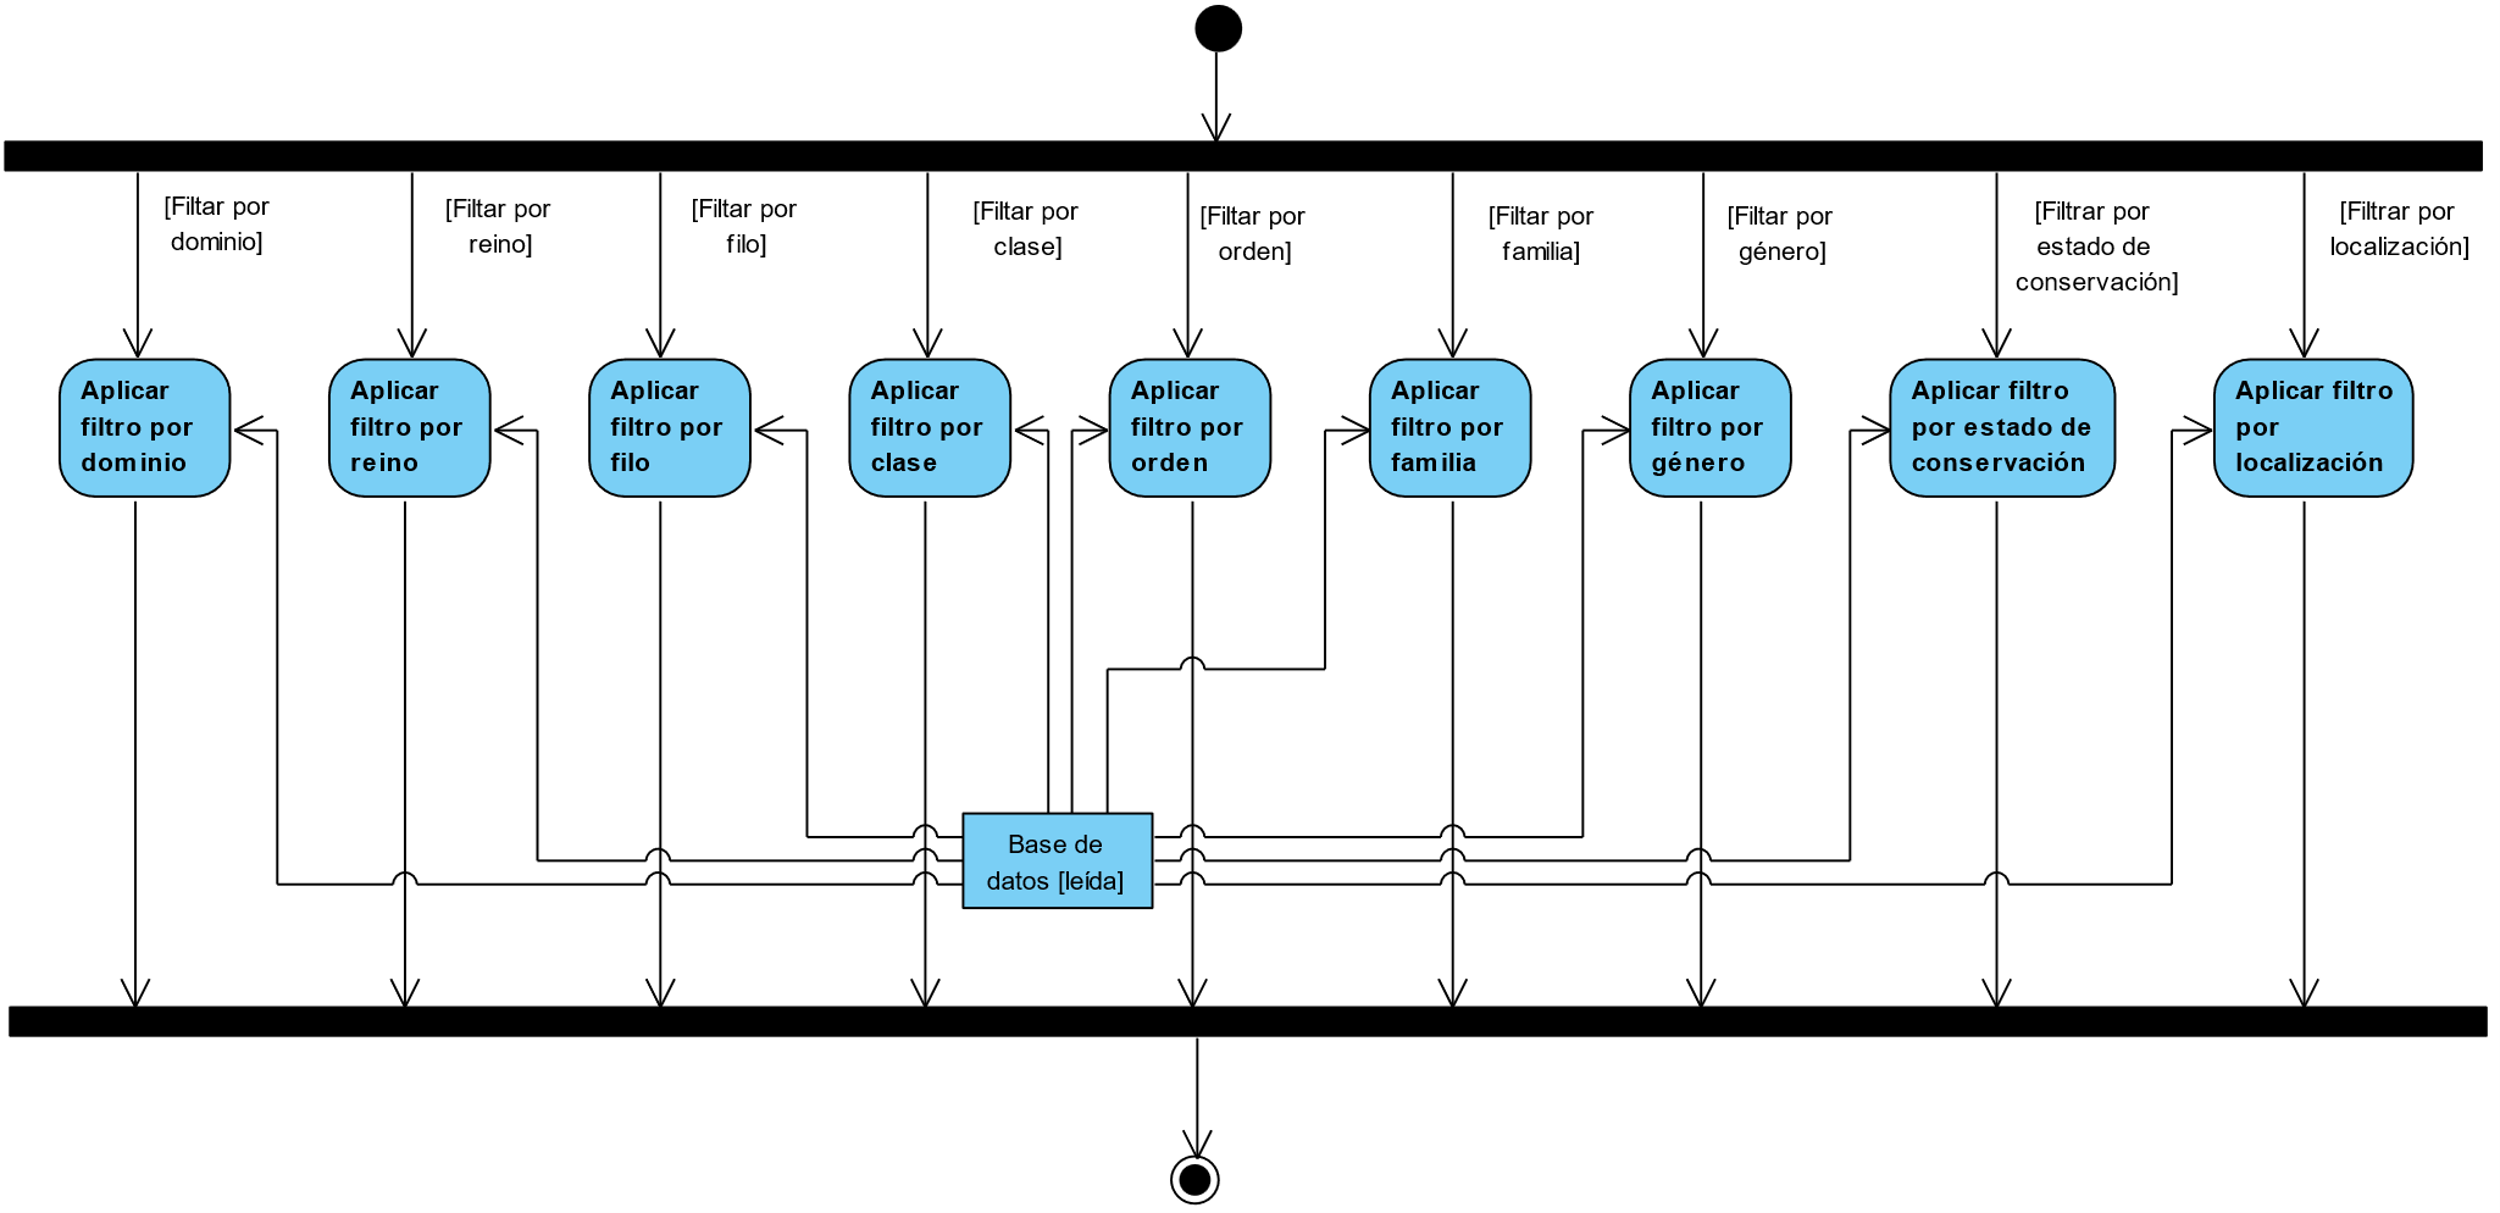 [Filtar por
dominio]
[Filtar por
reino]
[Filtar por
filo]
[Filtar por
clase]
[Filtar por
orden]
[Filtar por
familia]
[Filtar por
género]
[Filtrar por
estado de
conservación]
[Filtrar por
localización]
Aplicar
filtro por
dominio
Aplicar
filtro por
reino
Aplicar
filtro por
filo
Aplicar
filtro por
clase
Aplicar
filtro por
orden
Aplicar
filtro por
familia
Aplicar
filtro por
género
Aplicar filtro
por estado de
conservación
Aplicar filtro
por
localización
Base de
datos [leída]